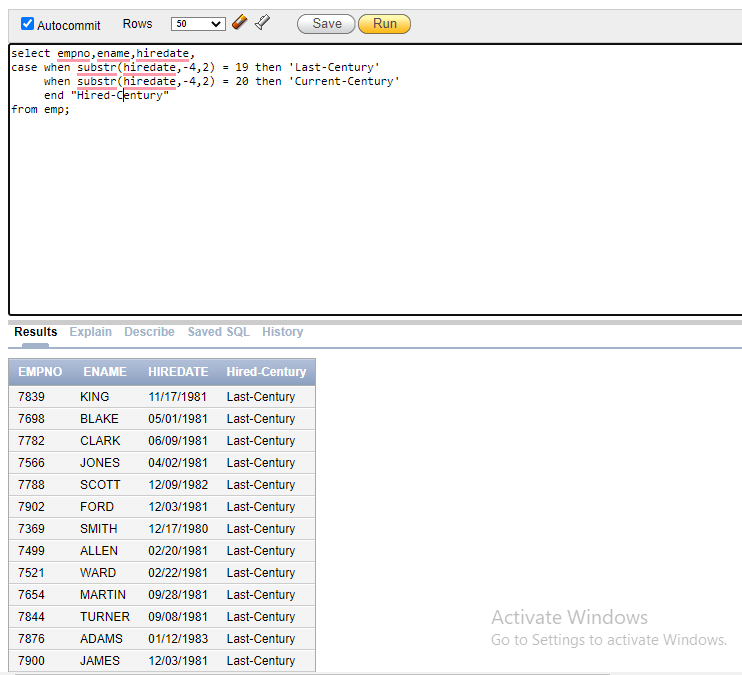 Autocommit Rows 50 Save Run
select empno,ename,hiredate,
case when substr(hiredate,-4,2) = 19 then 'Last-Century'
     when substr(hiredate,-4,2) = 20 then 'Current-Century'
     end "Hired-Century"
from emp;
Results Explain Describe Saved SQL History
EMPNO ENAME HIREDATE Hired-Century
7839 KING 11/17/1981 Last-Century
7698 BLAKE 05/01/1981 Last-Century
7782 CLARK 06/09/1981 Last-Century
7566 JONES 04/02/1981 Last-Century
7788 SCOTT 12/09/1982 Last-Century
7902 FORD 12/03/1981 Last-Century
7369 SMITH 12/17/1980 Last-Century
7499 ALLEN 02/20/1981 Last-Century
7521 WARD 02/22/1981 Last-Century
7654 MARTIN 09/28/1981 Last-Century
7844 TURNER 09/08/1981 Last-Century
7876 ADAMS 01/12/1983 Last-Century
7900 JAMES 12/03/1981 Last-Century
Activate Windows
Go to Settings to activate Windows.